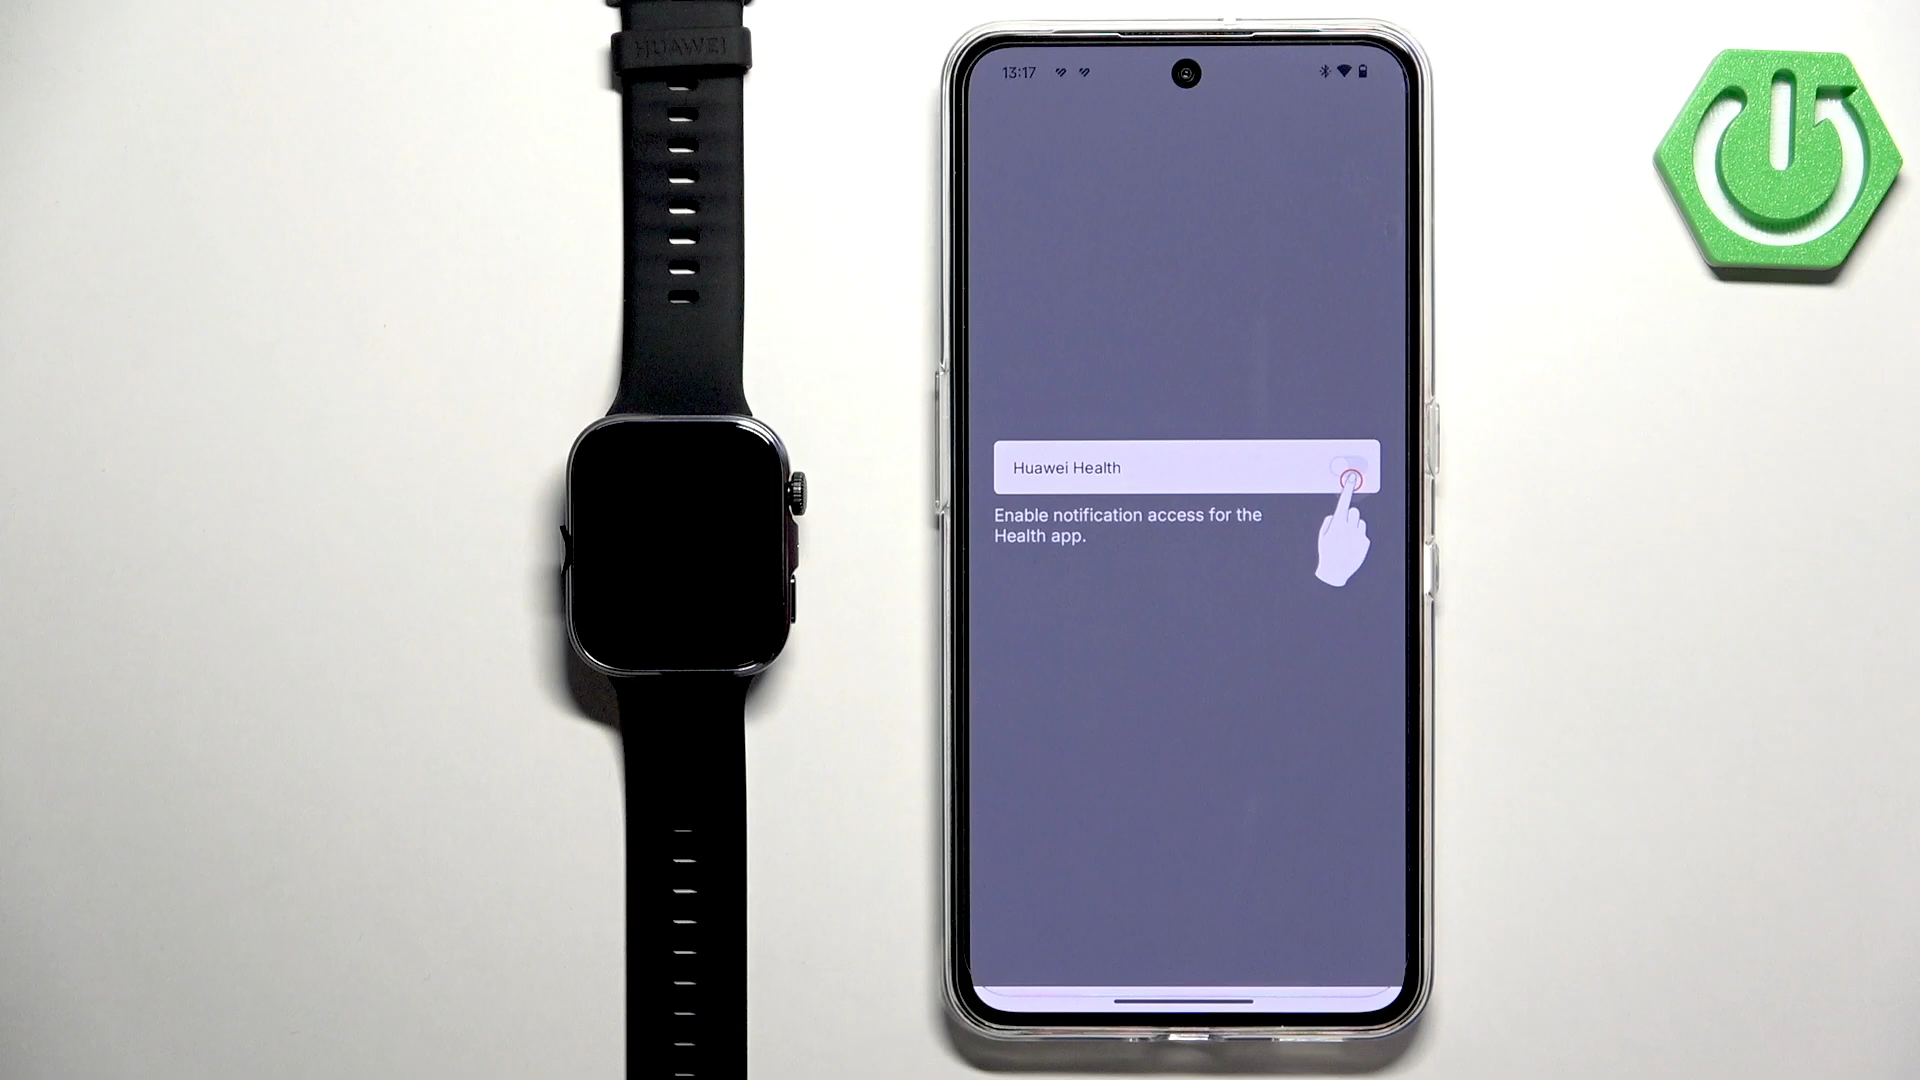 HUAWEI
13:17
Huawei Health
Enable notification access for the
Health app.